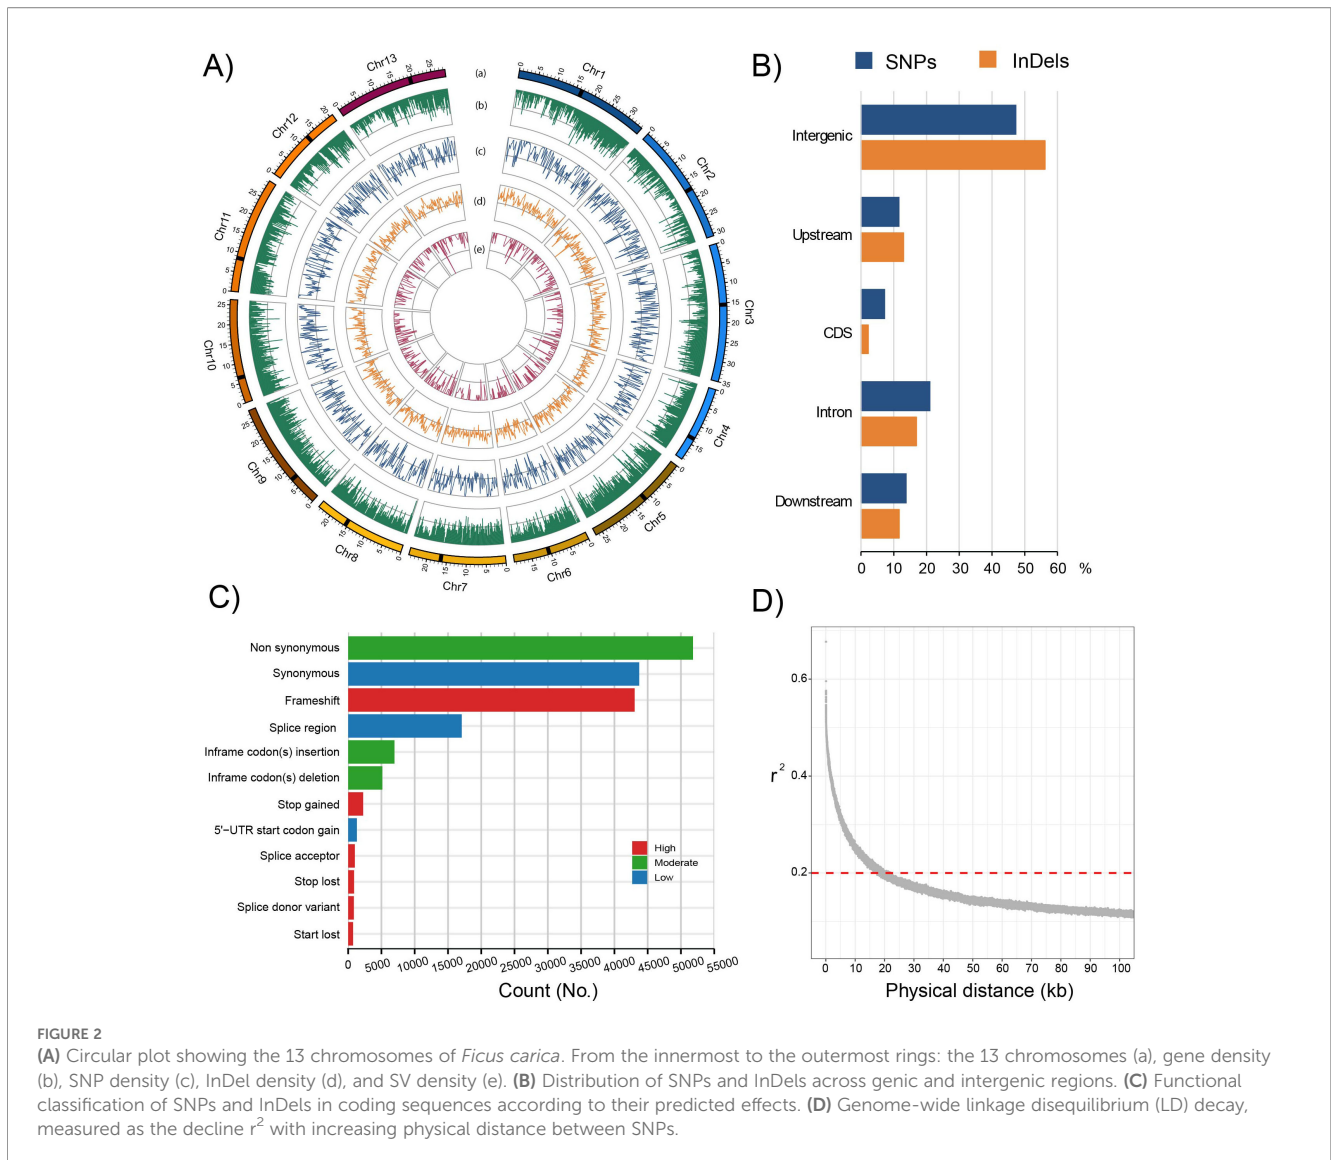 A)
Chr1
Chr2
Chr3
Chr4
Chr5
Chr6
Chr7
Chr8
Chr9
Chr10
Chr11
Chr12
Chr13
(a)
(b)
(c)
(d)
(e)
B)
SNPs
InDels
Intergenic
Upstream
CDS
Intron
Downstream
0 10 20 30 40 50 60 %
C)
Non synonymous
Synonymous
Frameshift
Splice region
Inframe codon(s) insertion
Inframe codon(s) deletion
Stop gained
5'−UTR start codon gain
Splice acceptor
Stop lost
Splice donor variant
Start lost
High
Moderate
Low
0 5000 10000 15000 20000 25000 30000 35000 40000 45000 50000 55000
Count (No.)
D)
0.6
0.4
0.2
r²
0 10 20 30 40 50 60 70 80 90 100
Physical distance (kb)
FIGURE 2
(A) Circular plot showing the 13 chromosomes of Ficus carica. From the innermost to the outermost rings: the 13 chromosomes (a), gene density
(b), SNP density (c), InDel density (d), and SV density (e). (B) Distribution of SNPs and InDels across genic and intergenic regions. (C) Functional
classification of SNPs and InDels in coding sequences according to their predicted effects. (D) Genome-wide linkage disequilibrium (LD) decay,
measured as the decline r² with increasing physical distance between SNPs.